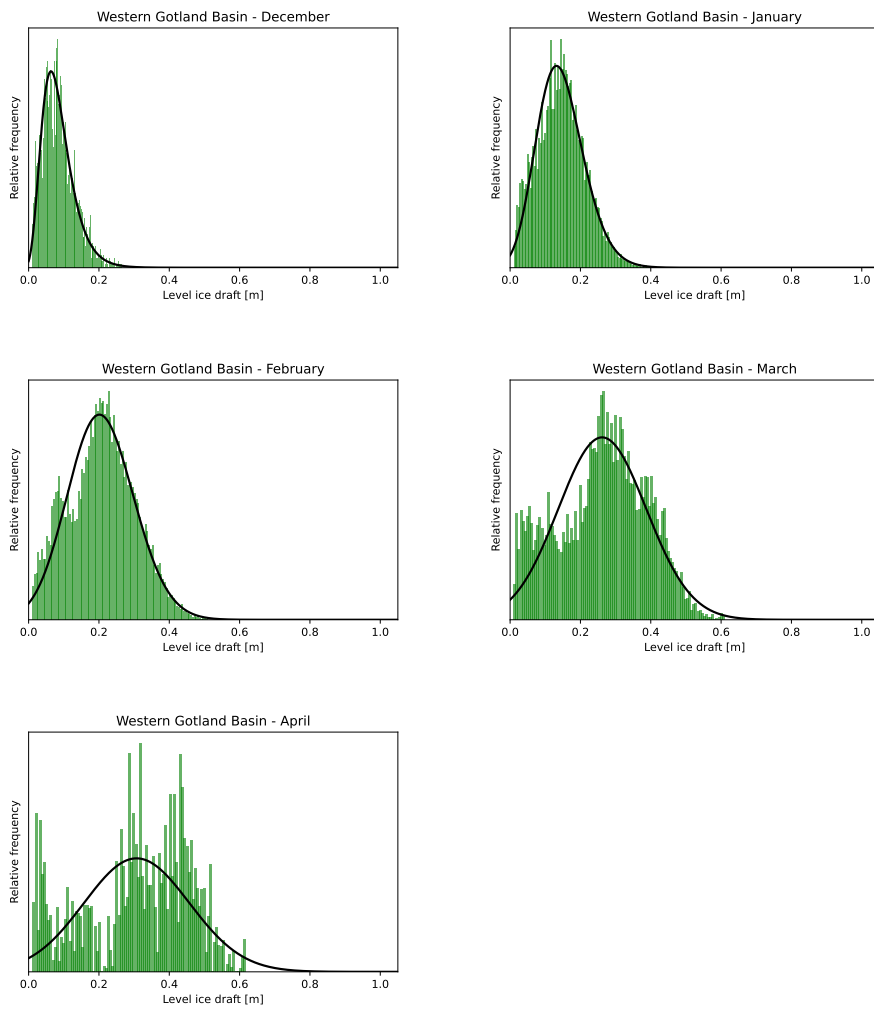 Western Gotland Basin - December
Relative frequency
0.0 0.2 0.4 0.6 0.8 1.0
Level ice draft [m]
Western Gotland Basin - January
Relative frequency
0.0 0.2 0.4 0.6 0.8 1.0
Level ice draft [m]
Western Gotland Basin - February
Relative frequency
0.0 0.2 0.4 0.6 0.8 1.0
Level ice draft [m]
Western Gotland Basin - March
Relative frequency
0.0 0.2 0.4 0.6 0.8 1.0
Level ice draft [m]
Western Gotland Basin - April
Relative frequency
0.0 0.2 0.4 0.6 0.8 1.0
Level ice draft [m]